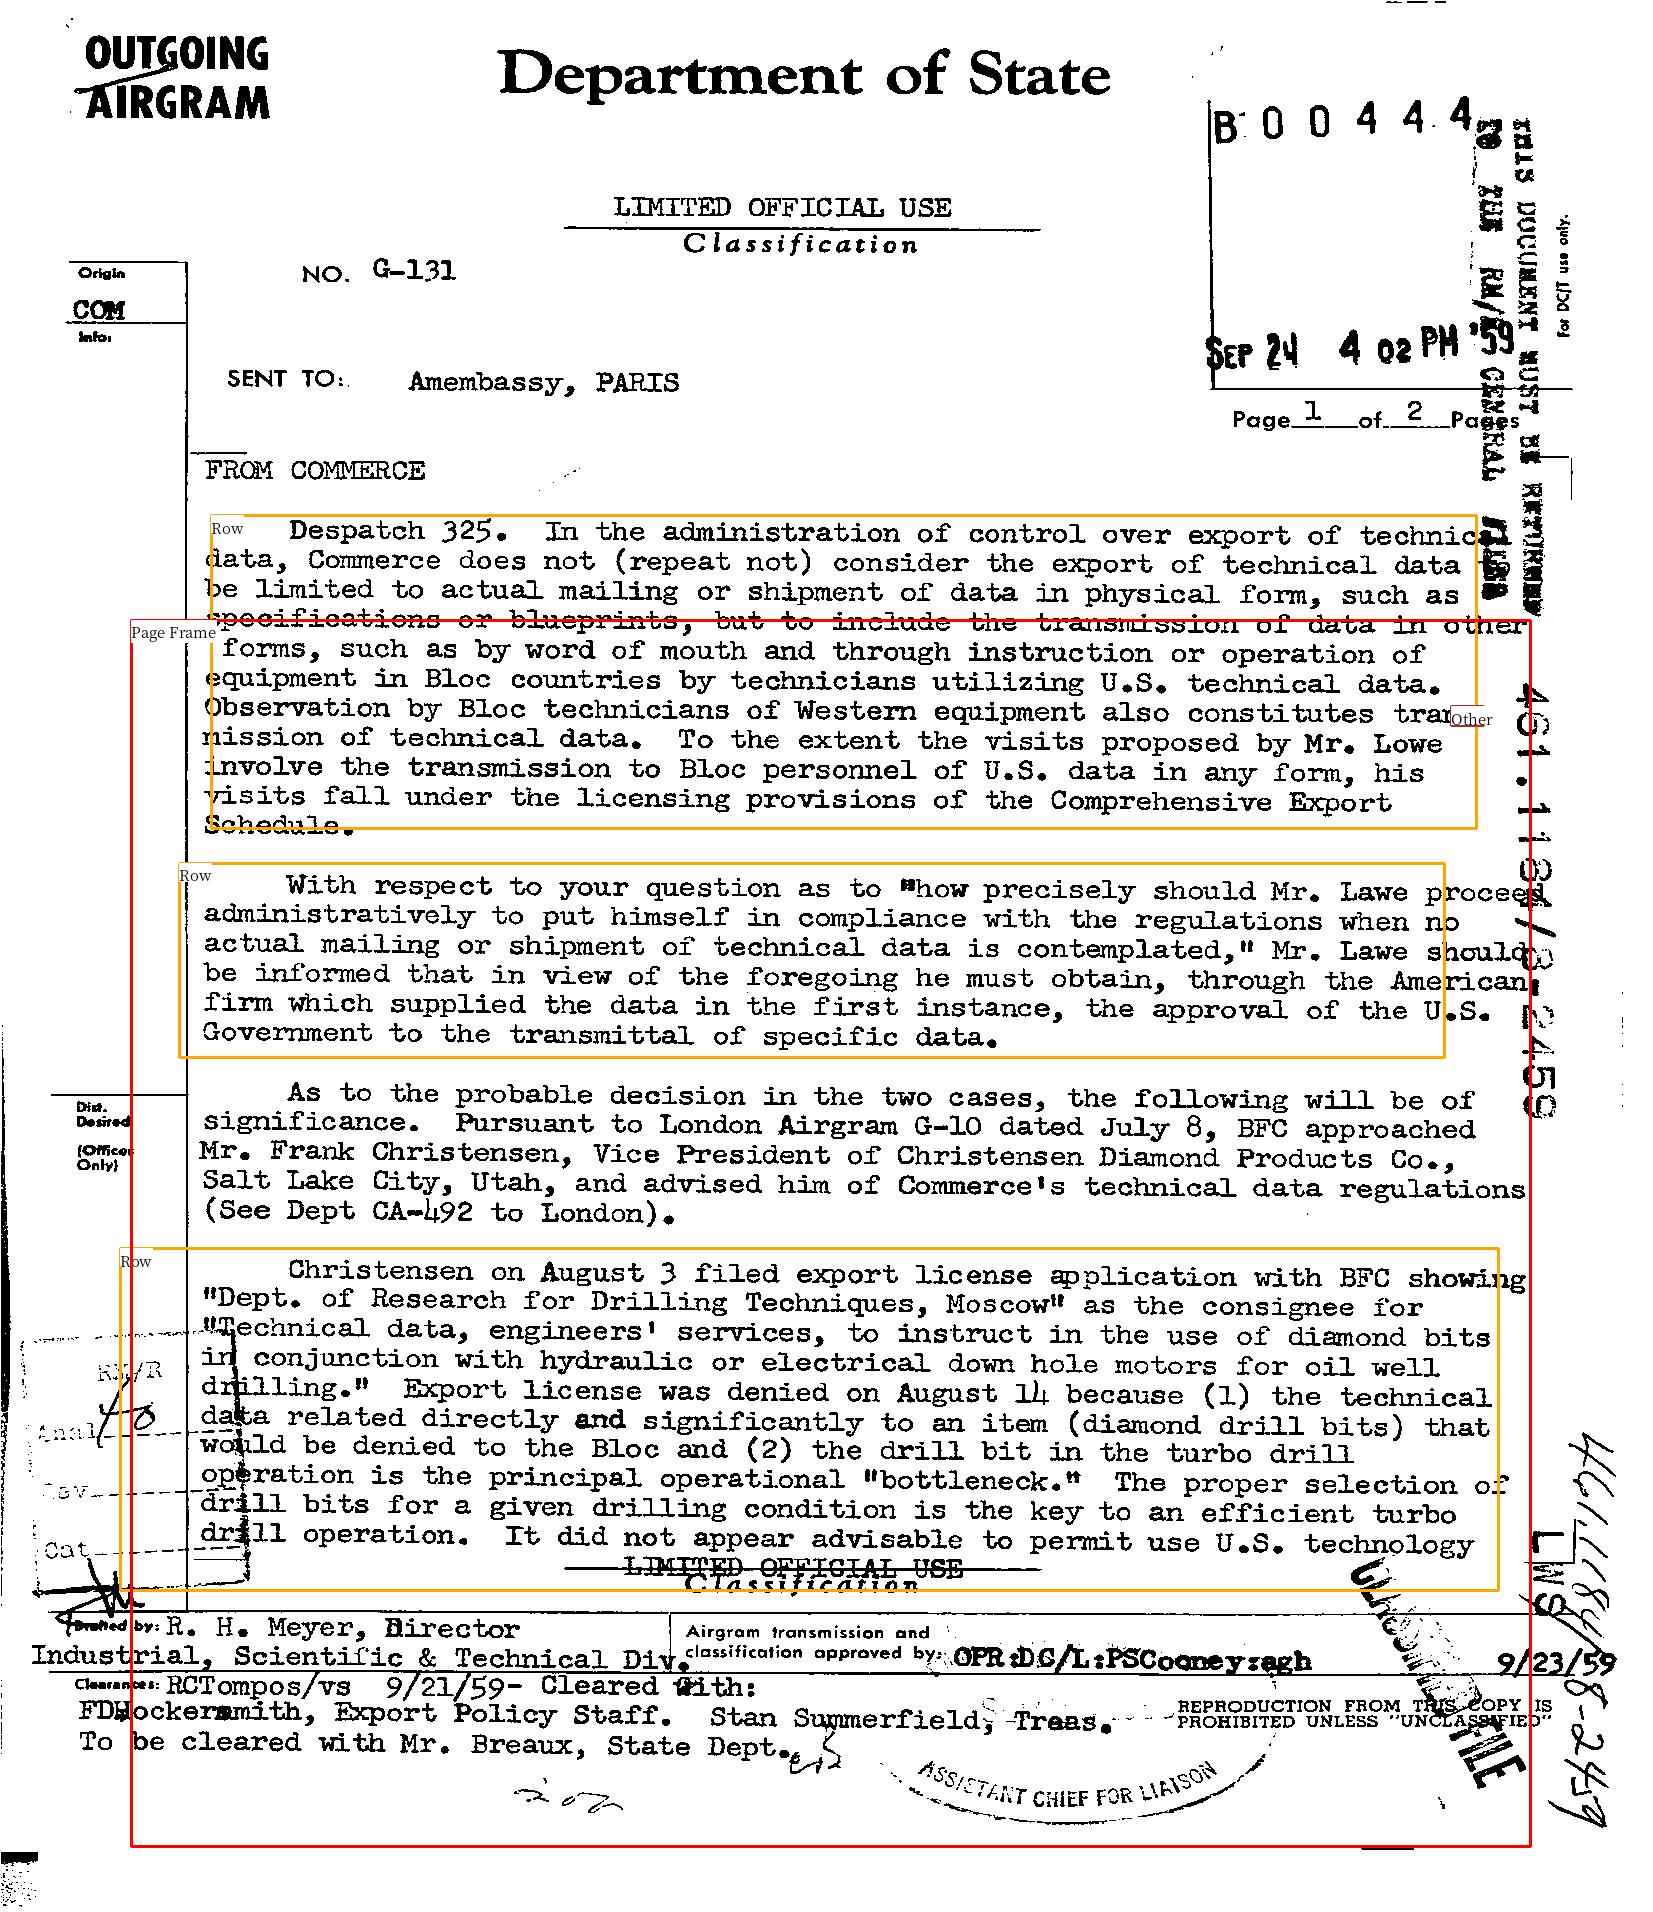 OUTGOING
AIRGRAM
Department of State
B 0 0 4 4 4
LIMITED OFFICIAL USE
Classification
Origin
COM
Info:
NO. G-131
SEP 24 4 02 PM '59
SENT TO: Amembassy, PARIS
Page 1 of 2 Pages
For DC/T use only.
THIS DOCUMENT MUST BE RETURNED
TO THE RM/R CENTRAL FILES
FROM COMMERCE
Row
Despatch 325. In the administration of control over export of technical
data, Commerce does not (repeat not) consider the export of technical data
be limited to actual mailing or shipment of data in physical form, such as
specifications or blueprints, but to include the transmission of data in other
Page Frame
forms, such as by word of mouth and through instruction or operation of
equipment in Bloc countries by technicians utilizing U.S. technical data.
Observation by Bloc technicians of Western equipment also constitutes tran
Other
mission of technical data. To the extent the visits proposed by Mr. Lowe
involve the transmission to Bloc personnel of U.S. data in any form, his
visits fall under the licensing provisions of the Comprehensive Export
Schedule.
461.1184/8-2459
Row
With respect to your question as to "how precisely should Mr. Lawe proceed
administratively to put himself in compliance with the regulations when no
actual mailing or shipment of technical data is contemplated," Mr. Lawe should
be informed that in view of the foregoing he must obtain, through the American
firm which supplied the data in the first instance, the approval of the U.S.
Government to the transmittal of specific data.
Dist.
Desired
(Offices
Only)
As to the probable decision in the two cases, the following will be of
significance. Pursuant to London Airgram G-10 dated July 8, BFC approached
Mr. Frank Christensen, Vice President of Christensen Diamond Products Co.,
Salt Lake City, Utah, and advised him of Commerce's technical data regulations
(See Dept CA-492 to London).
Row
Christensen on August 3 filed export license application with BFC showing
"Dept. of Research for Drilling Techniques, Moscow" as the consignee for
"Technical data, engineers' services, to instruct in the use of diamond bits
in conjunction with hydraulic or electrical down hole motors for oil well
drilling." Export license was denied on August 14 because (1) the technical
data related directly and significantly to an item (diamond drill bits) that
would be denied to the Bloc and (2) the drill bit in the turbo drill
operation is the principal operational "bottleneck." The proper selection of
drill bits for a given drilling condition is the key to an efficient turbo
drill operation. It did not appear advisable to permit use U.S. technology
RM/R
Anal
Rev
Cat
LIMITED OFFICIAL USE
Classification
LWS
461.1184/8-2459
Drafted by: R. H. Meyer, Director
Industrial, Scientific & Technical Div.
Airgram transmission and
classification approved by: OPR:DC/L:PSCooney:agh 9/23/59
Clearances: RCTompos/vs 9/21/59- Cleared With:
FDHockersmith, Export Policy Staff. Stan Summerfield, Treas.
To be cleared with Mr. Breaux, State Dept.
REPRODUCTION FROM THIS COPY IS
PROHIBITED UNLESS "UNCLASSIFIED"
ASSISTANT CHIEF FOR LIAISON